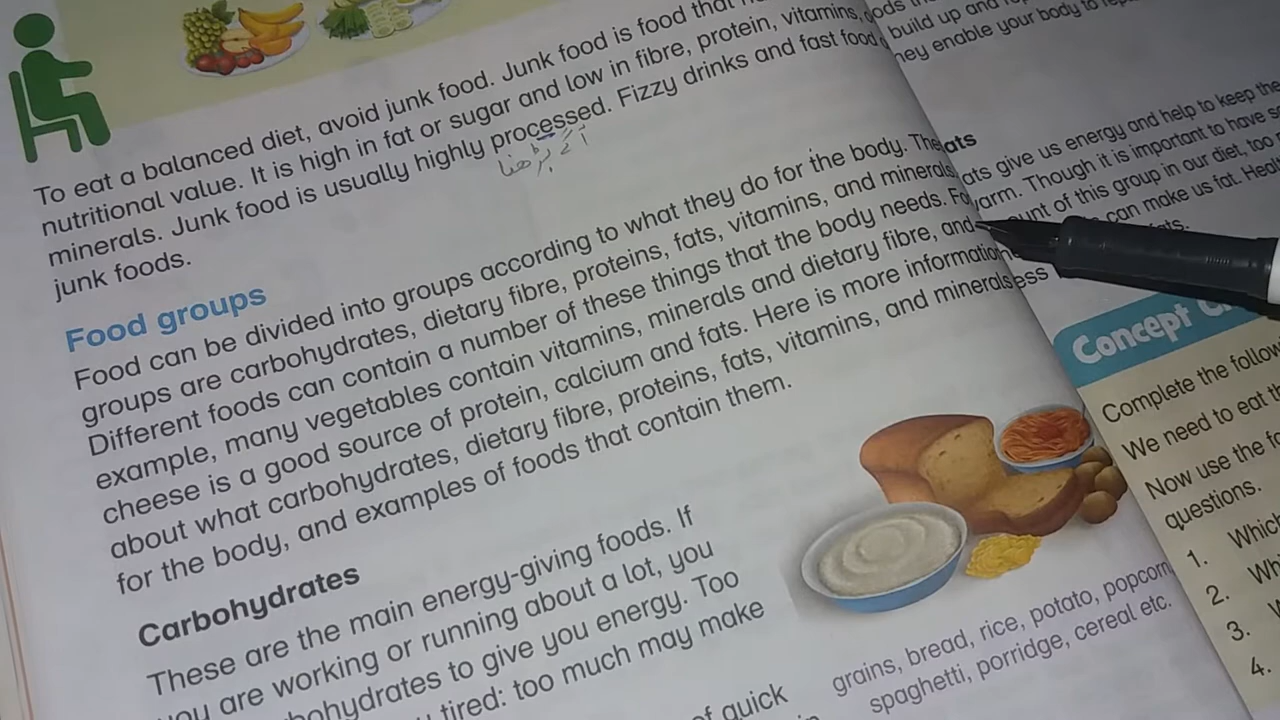 To eat a balanced diet, avoid junk food. Junk food is food that
nutritional value. It is high in fat or sugar and low in fibre, protein, vitamins,
minerals. Junk food is usually highly processed. Fizzy drinks and fast food
junk foods.
آگے بڑھنا
Food groups
Food can be divided into groups according to what they do for the body. The
groups are carbohydrates, dietary fibre, proteins, fats, vitamins, and minerals.
Different foods can contain a number of these things that the body needs. Fo
example, many vegetables contain vitamins, minerals and dietary fibre, and
cheese is a good source of protein, calcium and fats. Here is more information
about what carbohydrates, dietary fibre, proteins, fats, vitamins, and minerals
for the body, and examples of foods that contain them.
Carbohydrates
These are the main energy-giving foods. If
you are working or running about a lot, you
bohydrates to give you energy. Too
tired: too much may make
of quick
grains, bread, rice, potato, popcorn,
spaghetti, porridge, cereal etc.
build up and
they enable your body to
ats
ats give us energy and help to keep the
warm. Though it is important to have
ount of this group in our diet, too
can make us fat.
fats.
ess
Concept
Complete the follow
We need to eat th
Now use the fo
questions.
1. Which
2. Wh
3. W
4.